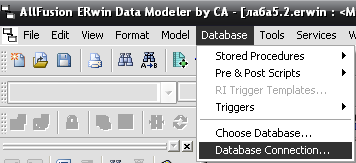 AllFusion ERwin Data Modeler by CA - [лаба5.2.erwin : <M
File Edit View Format Model Database Tools Services W
Stored Procedures
Pre & Post Scripts
RI Trigger Templates...
Triggers
Choose Database...
Database Connection...